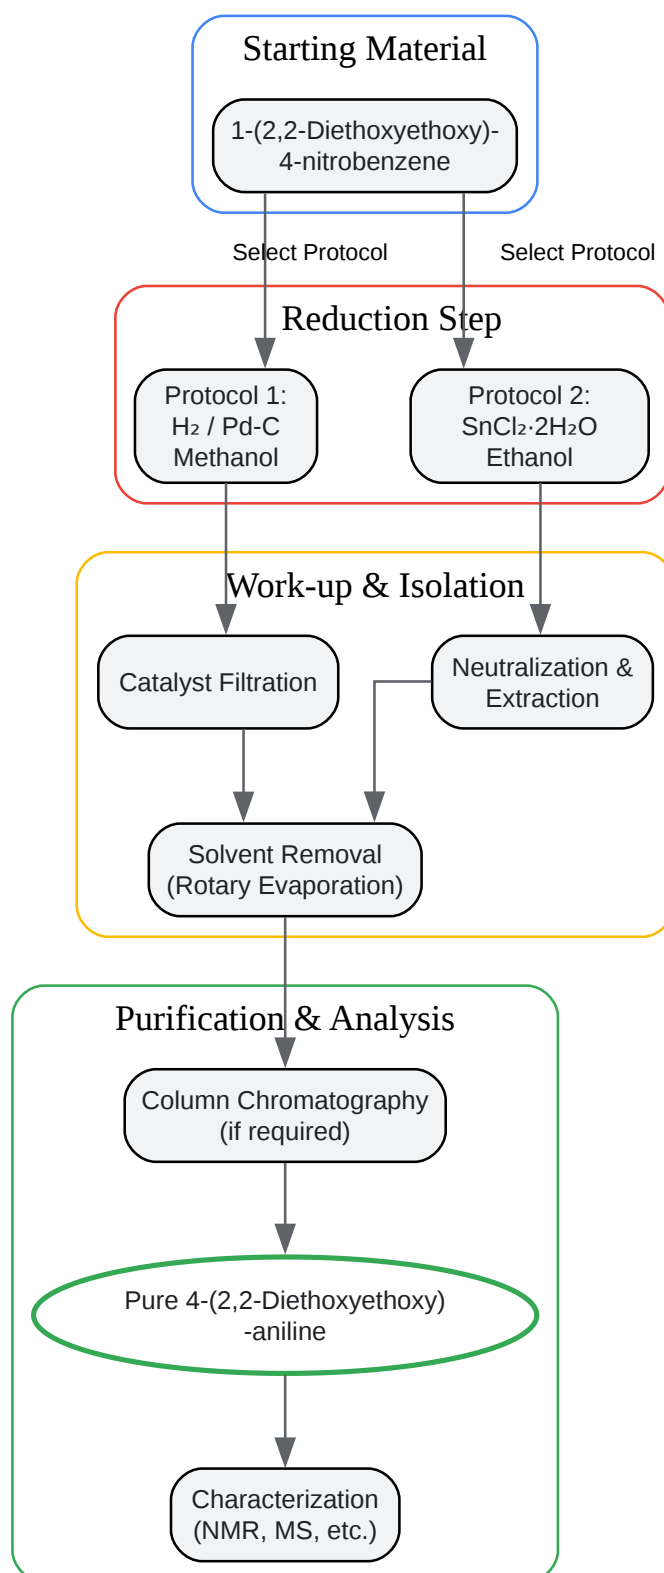 Starting Material
1-(2,2-Diethoxyethoxy)-
4-nitrobenzene
Select Protocol
Select Protocol
Reduction Step
Protocol 1:
H₂ / Pd-C
Methanol
Protocol 2:
SnCl₂·2H₂O
Ethanol
Work-up & Isolation
Catalyst Filtration
Neutralization &
Extraction
Solvent Removal
(Rotary Evaporation)
Purification & Analysis
Column Chromatography
(if required)
Pure 4-(2,2-Diethoxyethoxy)
-aniline
Characterization
(NMR, MS, etc.)